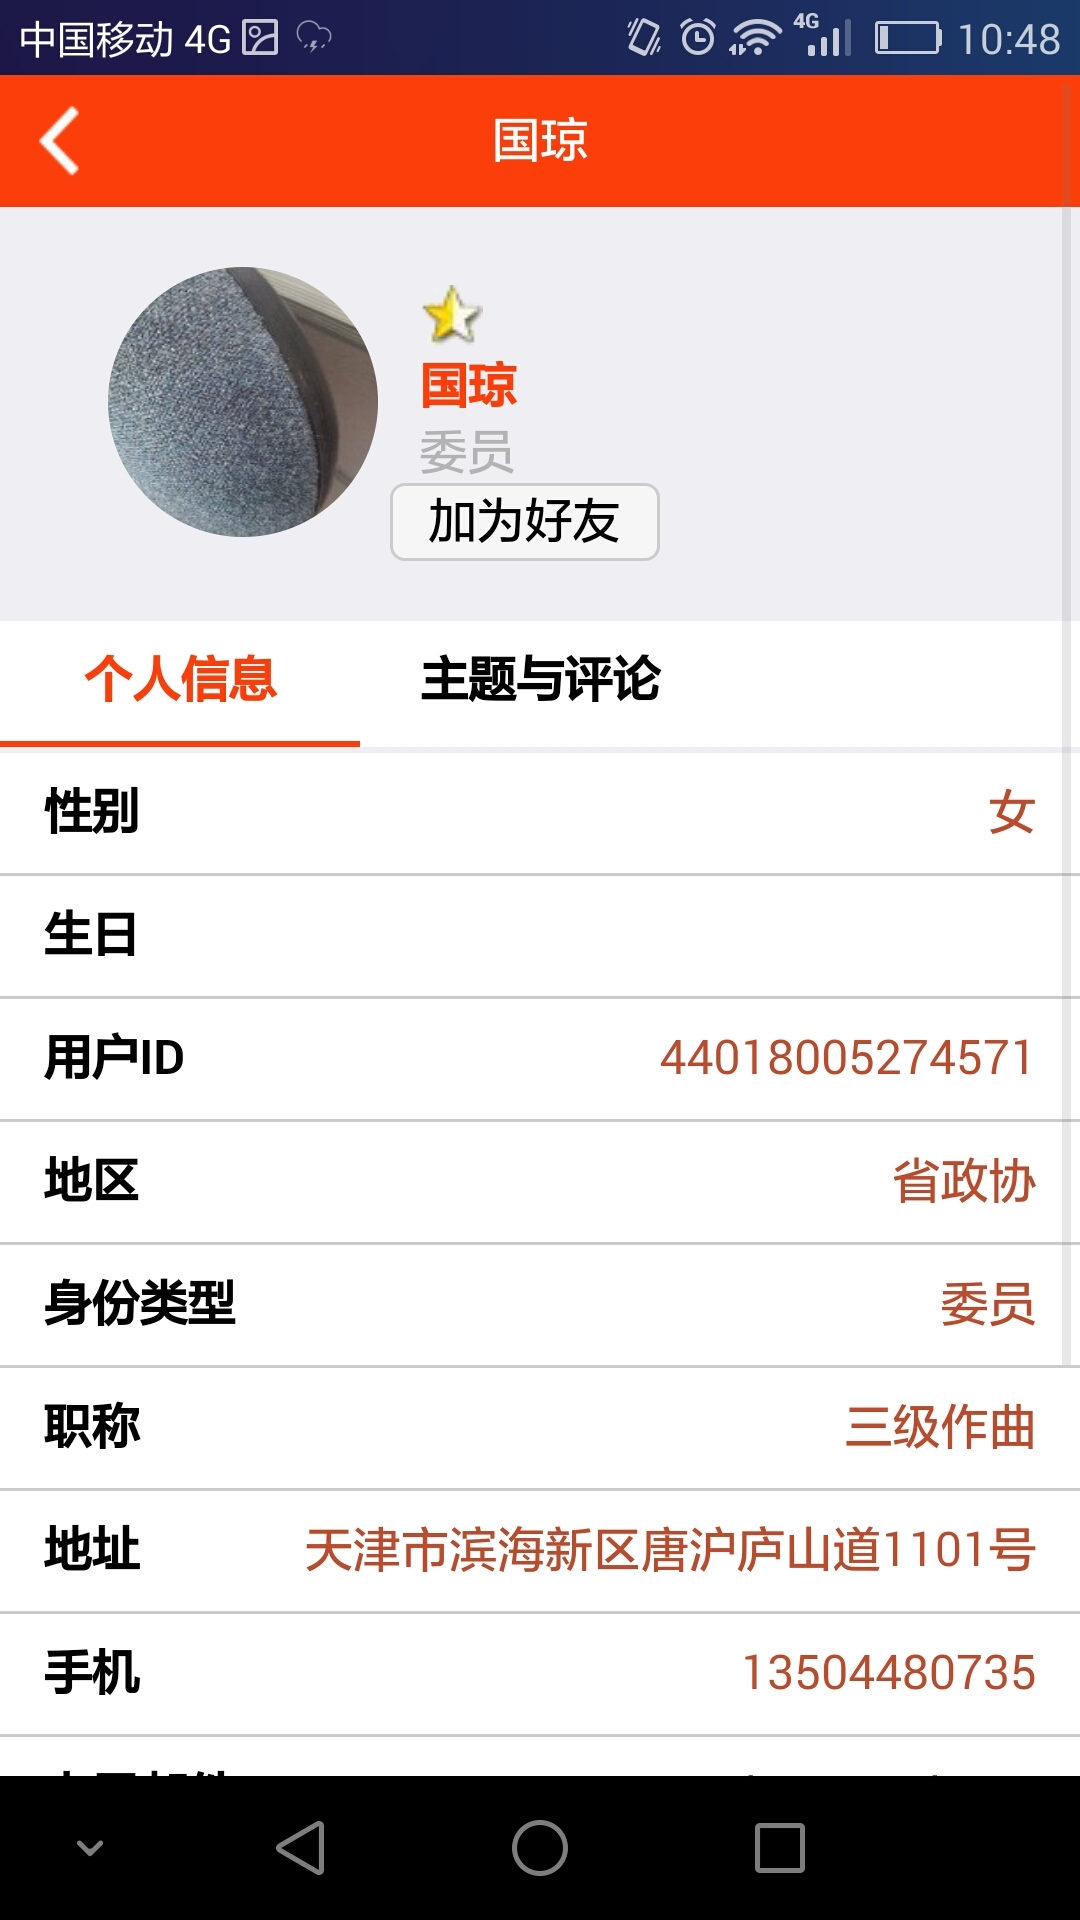 中国移动 4G 4G 10:48
国琼
国琼
委员
加为好友
个人信息 主题与评论
性别 女
生日
用户ID 44018005274571
地区 省政协
身份类型 委员
职称 三级作曲
地址 天津市滨海新区唐沪庐山道1101号
手机 13504480735